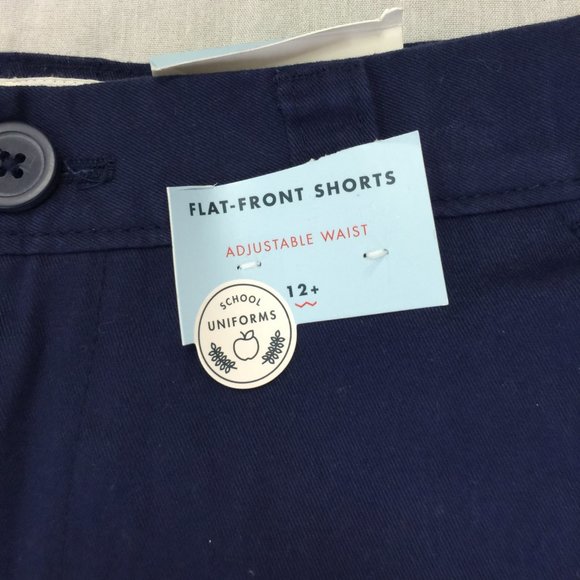 FLAT-FRONT SHORTS
ADJUSTABLE WAIST
12+
SCHOOL
UNIFORMS